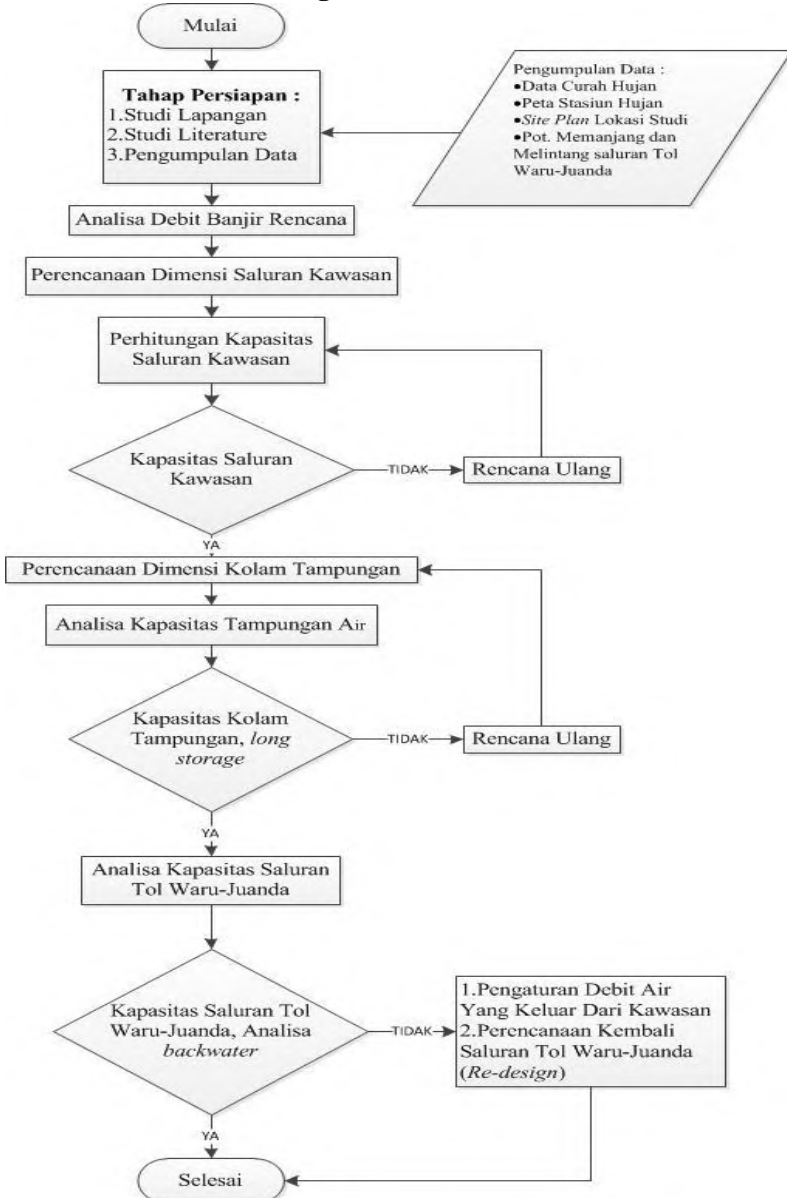 Mulai
Tahap Persiapan :
1.Studi Lapangan
2.Studi Literature
3.Pengumpulan Data
Pengumpulan Data :
•Data Curah Hujan
•Peta Stasiun Hujan
•Site Plan Lokasi Studi
•Pot. Memanjang dan
Melintang saluran Tol
Waru-Juanda
Analisa Debit Banjir Rencana
Perencanaan Dimensi Saluran Kawasan
Perhitungan Kapasitas
Saluran Kawasan
Kapasitas Saluran
Kawasan
TIDAK
Rencana Ulang
YA
Perencanaan Dimensi Kolam Tampungan
Analisa Kapasitas Tampungan Air
Kapasitas Kolam
Tampungan, long
storage
TIDAK
Rencana Ulang
YA
Analisa Kapasitas Saluran
Tol Waru-Juanda
Kapasitas Saluran Tol
Waru-Juanda, Analisa
backwater
TIDAK
1.Pengaturan Debit Air
Yang Keluar Dari Kawasan
2.Perencanaan Kembali
Saluran Tol Waru-Juanda
(Re-design)
YA
Selesai